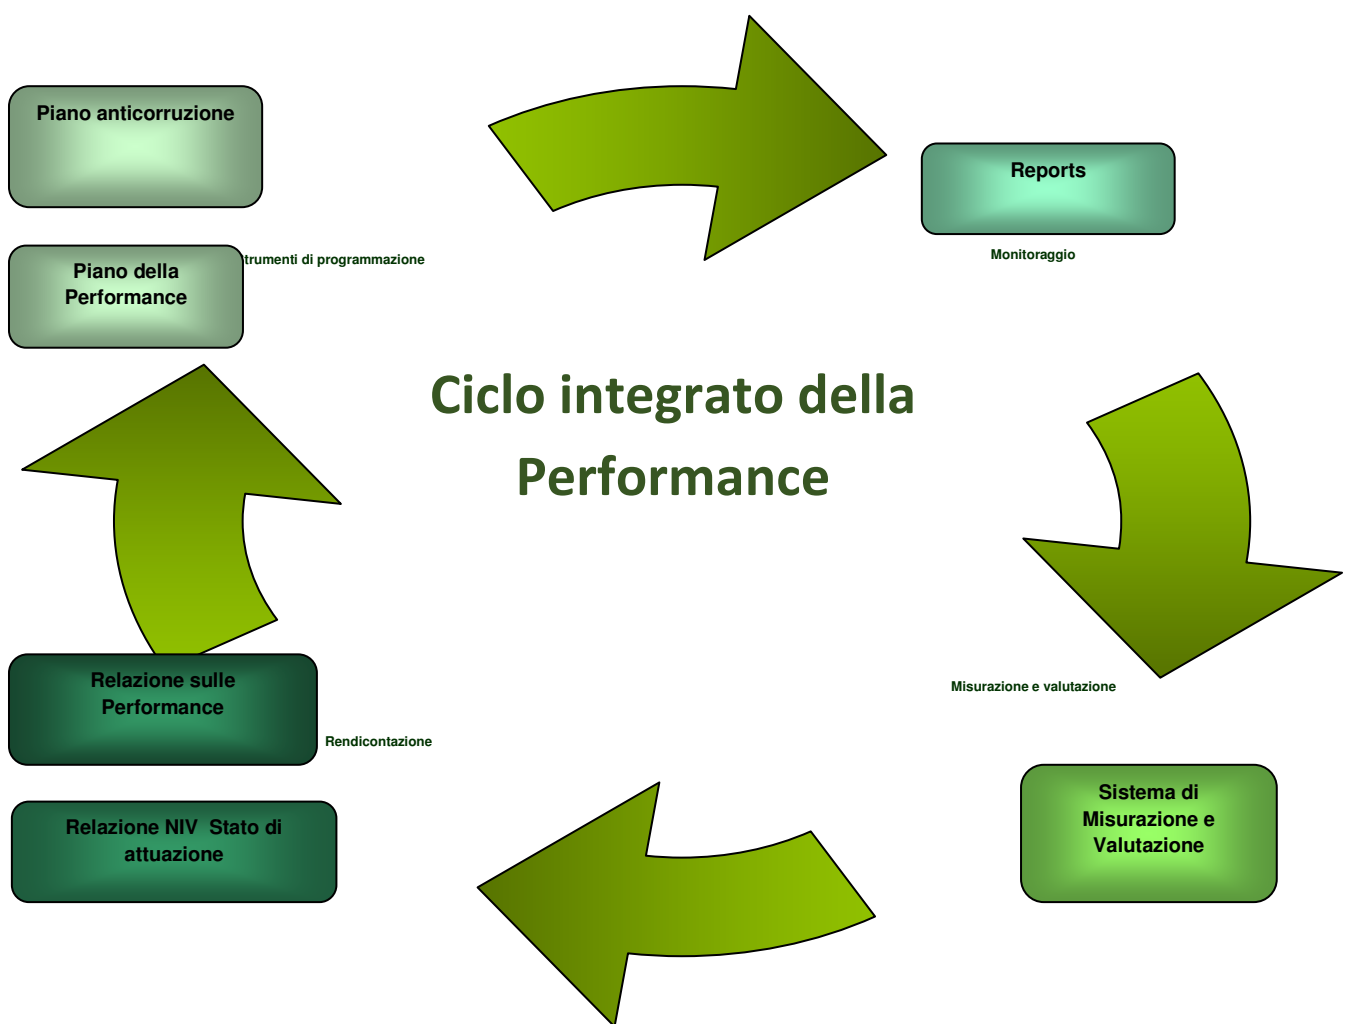 Piano anticorruzione
Reports
Piano della
Performance
trumenti di programmazione
Monitoraggio
Ciclo integrato della
Performance
Relazione sulle
Performance
Rendicontazione
Misurazione e valutazione
Sistema di
Misurazione e
Valutazione
Relazione NIV  Stato di
attuazione